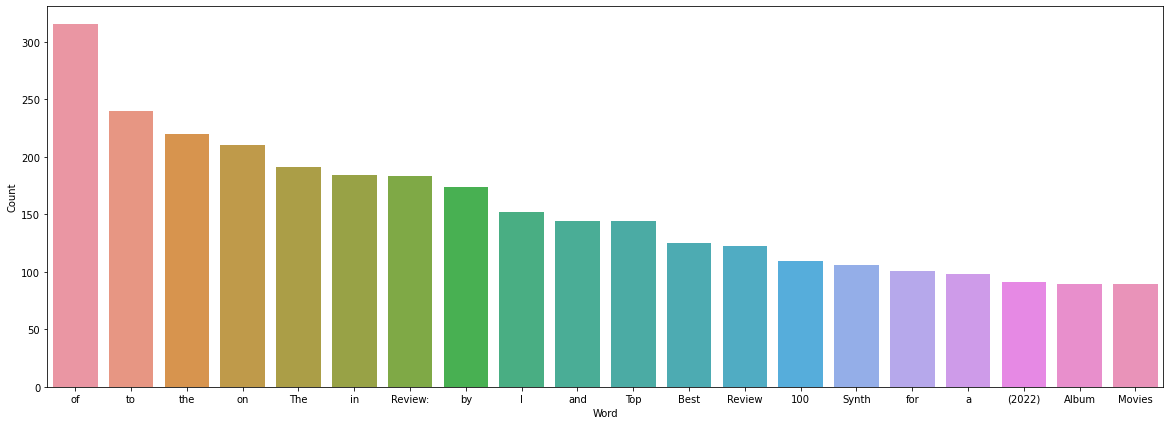 300
250
200
150
100
50
0
Count
of to the on The in Review: by I and Top Best Review 100 Synth for a (2022) Album Movies
Word